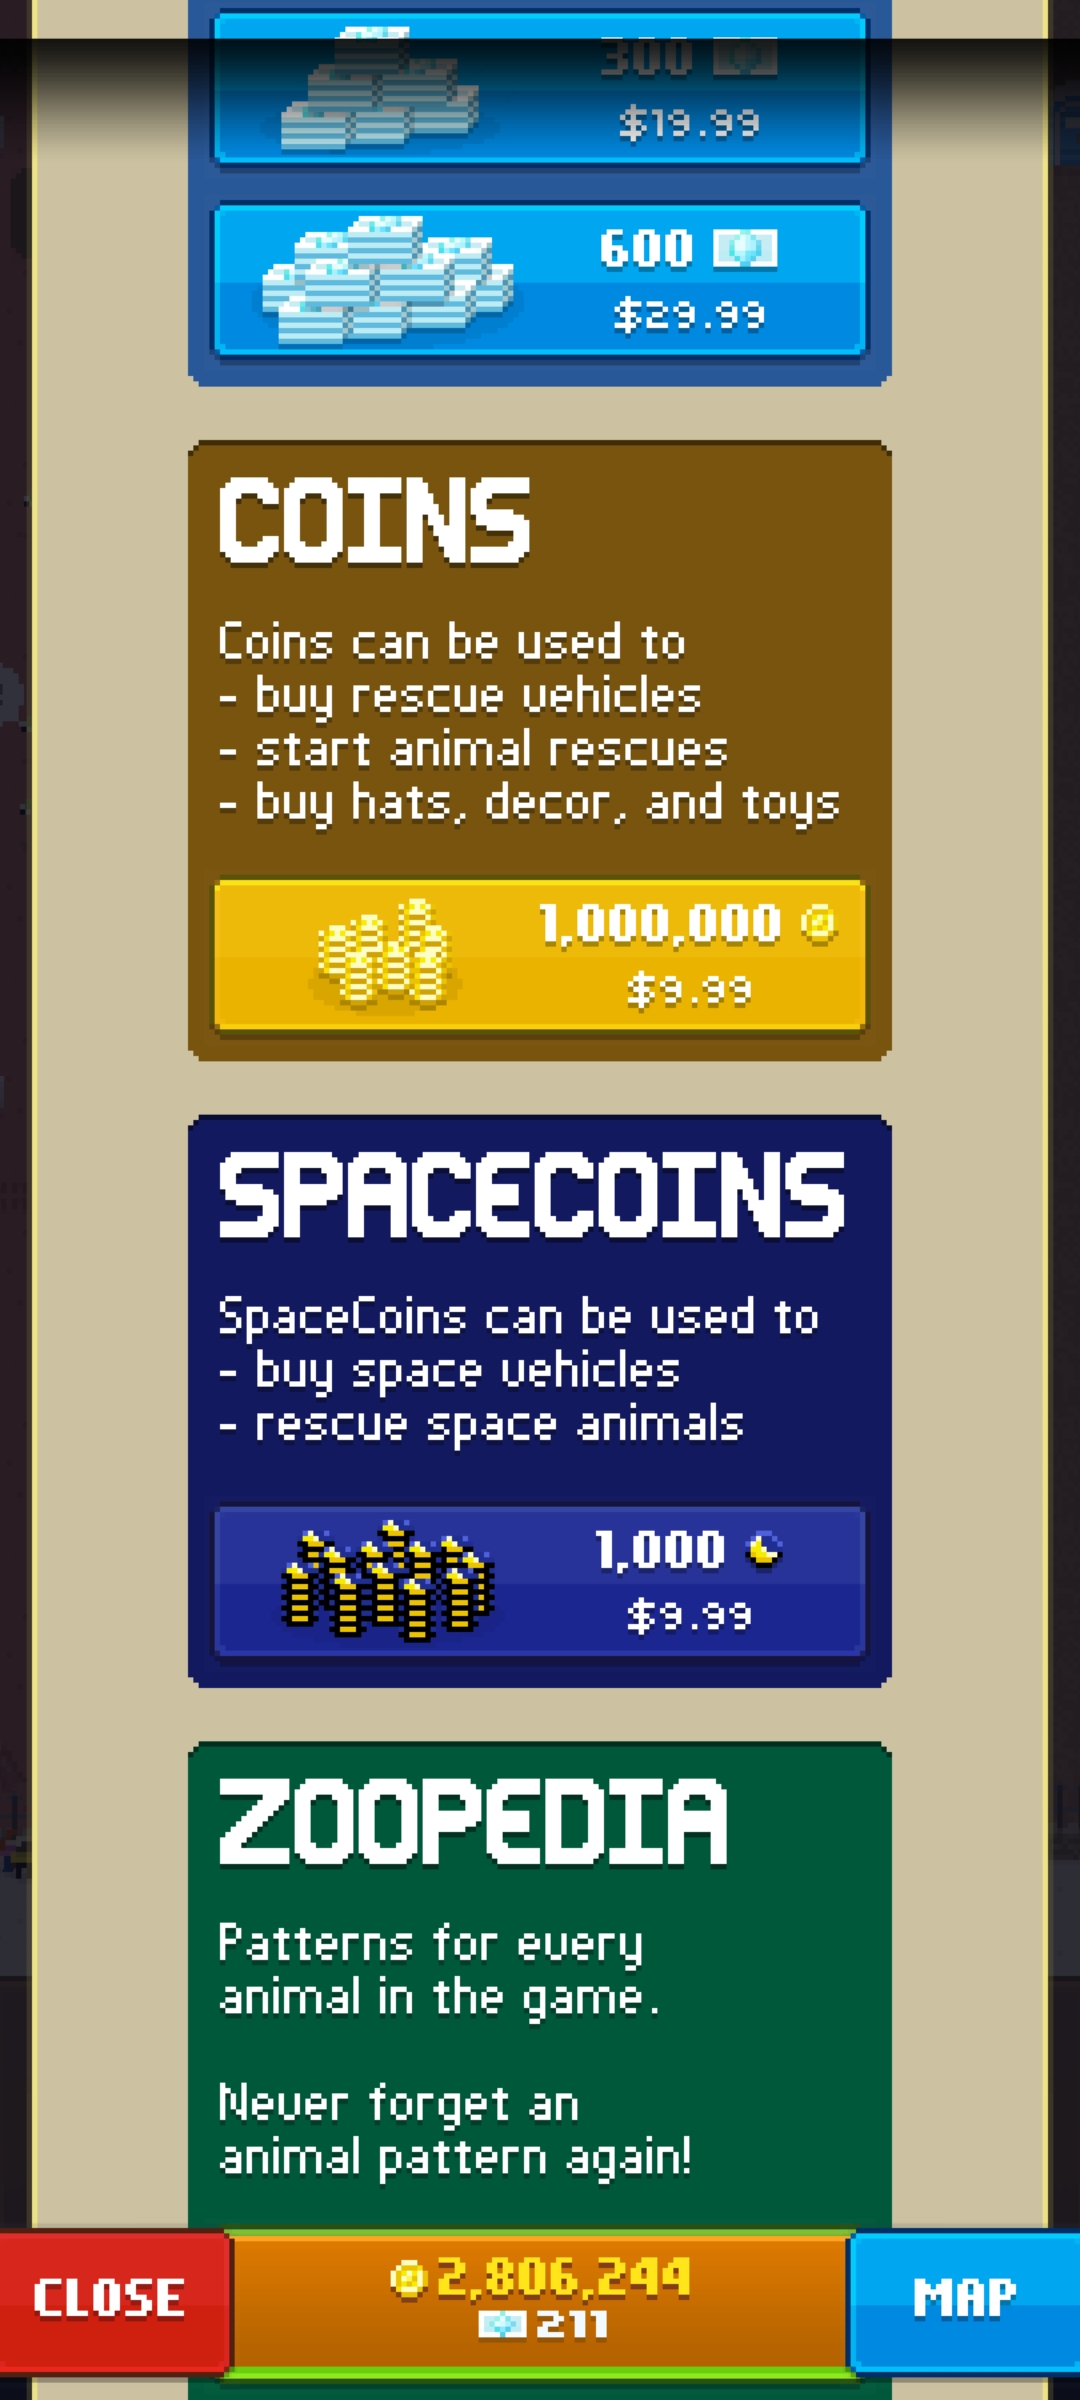 300
$19.99
600
$29.99
COINS
Coins can be used to
- buy rescue vehicles
- start animal rescues
- buy hats, decor, and toys
1,000,000
$9.99
SPACECOINS
SpaceCoins can be used to
- buy space vehicles
- rescue space animals
1,000
$9.99
ZOOPEDIA
Patterns for every
animal in the game.
Never forget an
animal pattern again!
CLOSE
2,806,244
211
MAP